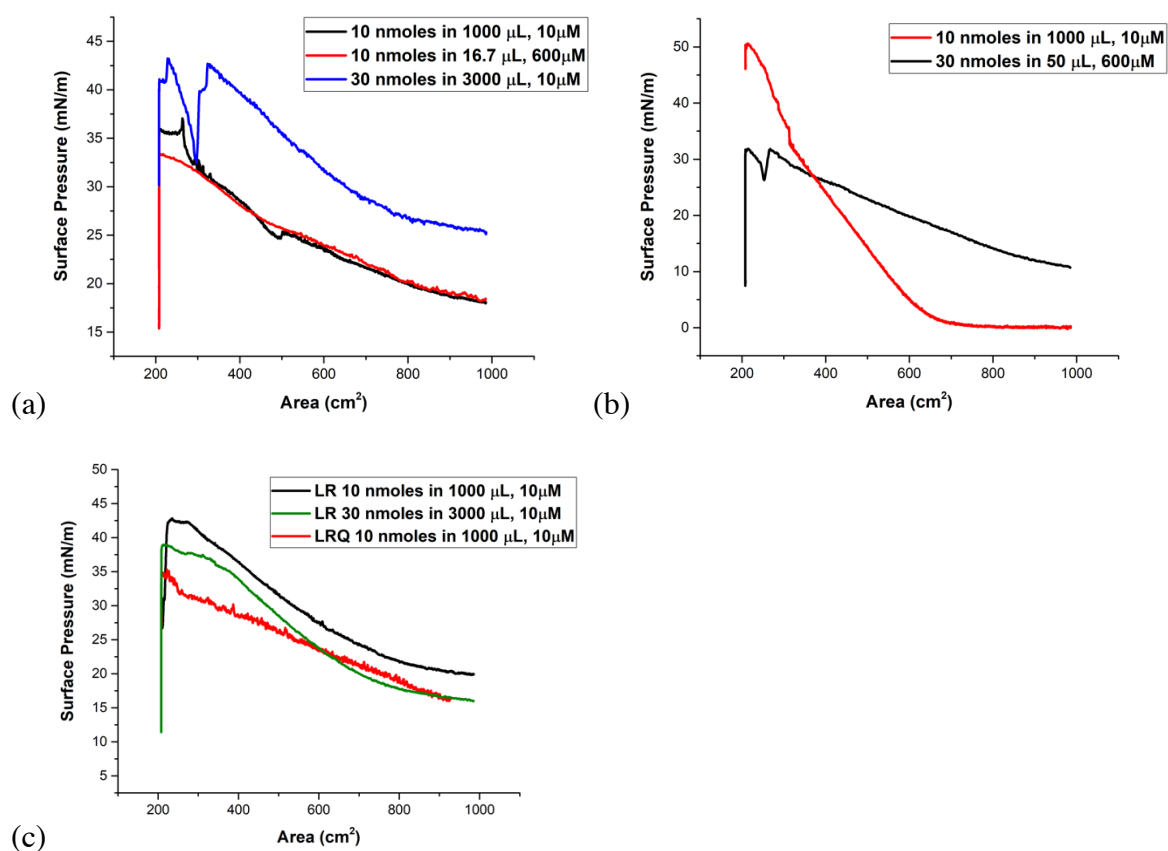 10 nmoles in 1000 μL, 10μM
10 nmoles in 16.7 μL, 600μM
30 nmoles in 3000 μL, 10μM
45
40
35
30
25
20
15
Surface Pressure (mN/m)
200 400 600 800 1000
Area (cm²)
(a)
10 nmoles in 1000 μL, 10μM
30 nmoles in 50 μL, 600μM
50
40
30
20
10
0
Surface Pressure (mN/m)
200 400 600 800 1000
Area (cm²)
(b)
LR 10 nmoles in 1000 μL, 10μM
LR 30 nmoles in 3000 μL, 10μM
LRQ 10 nmoles in 1000 μL, 10μM
50
45
40
35
30
25
20
15
10
5
Surface Pressure (mN/m)
200 400 600 800 1000
Area (cm²)
(c)